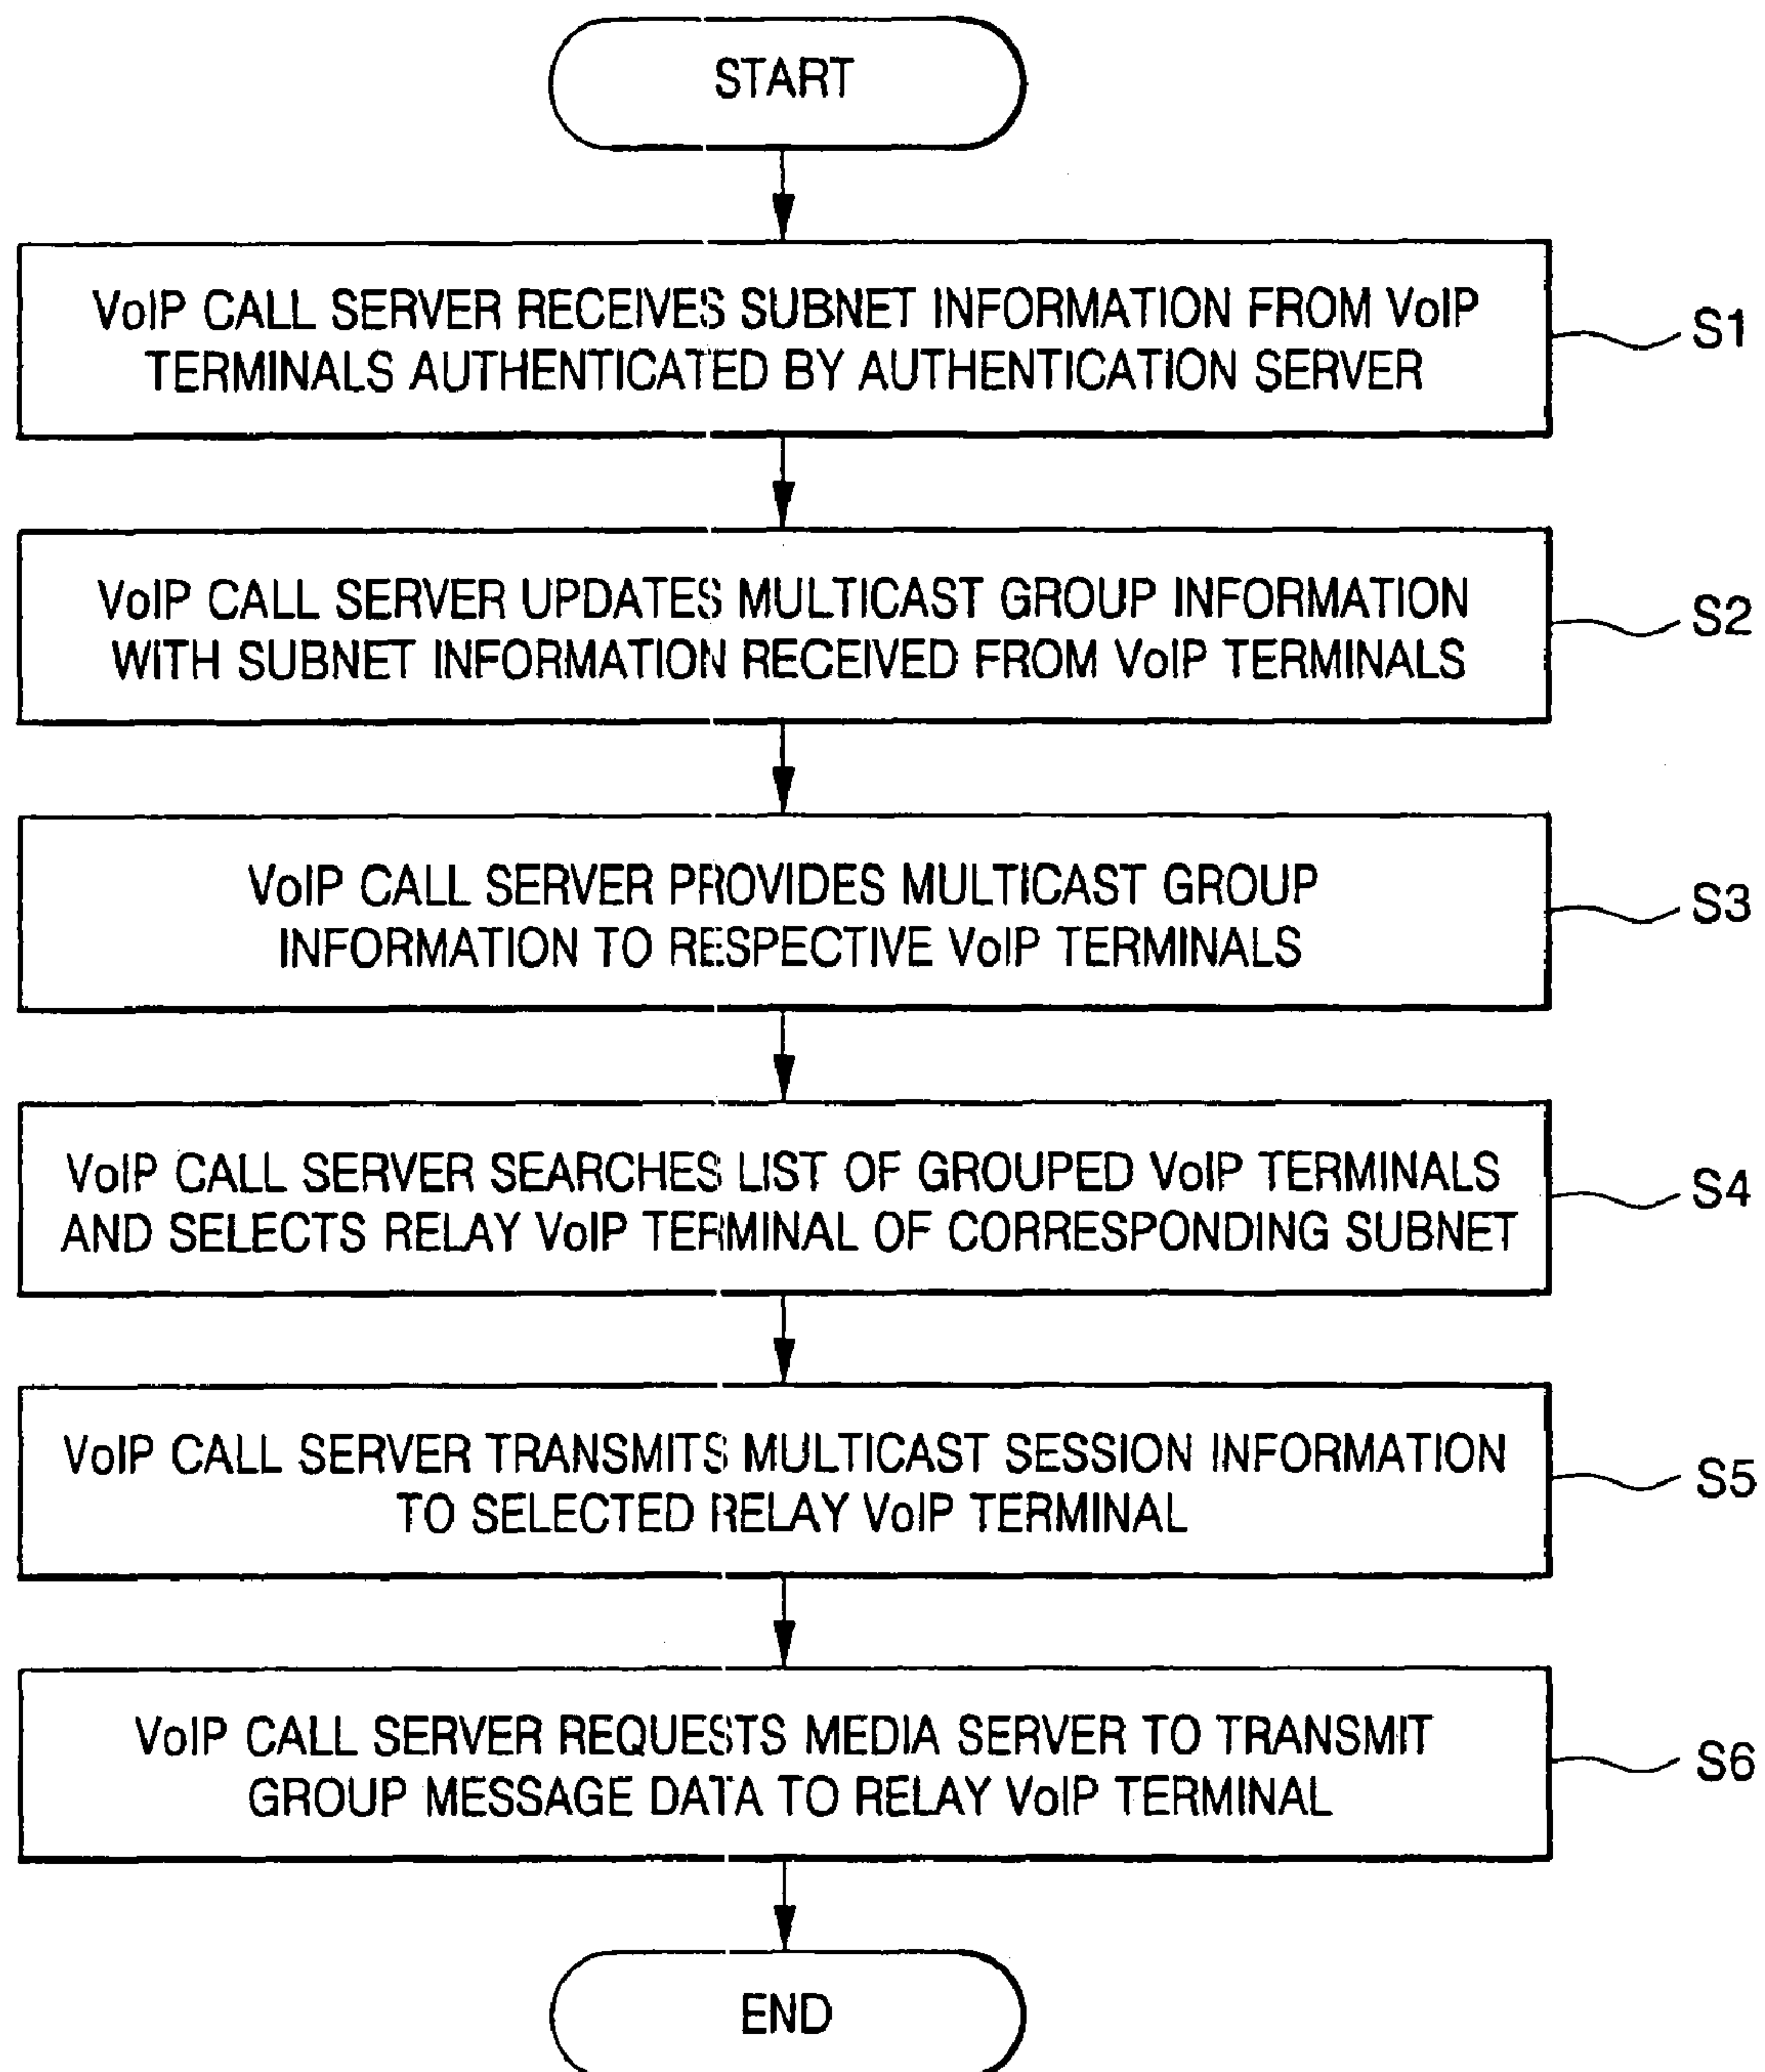 START
VoIP CALL SERVER RECEIVES SUBNET INFORMATION FROM VoIP
TERMINALS AUTHENTICATED BY AUTHENTICATION SERVER
S1
VoIP CALL SERVER UPDATES MULTICAST GROUP INFORMATION
WITH SUBNET INFORMATION RECEIVED FROM VoIP TERMINALS
S2
VoIP CALL SERVER PROVIDES MULTICAST GROUP
INFORMATION TO RESPECTIVE VoIP TERMINALS
S3
VoIP CALL SERVER SEARCHES LIST OF GROUPED VoIP TERMINALS
AND SELECTS RELAY VoIP TERMINAL OF CORRESPONDING SUBNET
S4
VoIP CALL SERVER TRANSMITS MULTICAST SESSION INFORMATION
TO SELECTED RELAY VoIP TERMINAL
S5
VoIP CALL SERVER REQUESTS MEDIA SERVER TO TRANSMIT
GROUP MESSAGE DATA TO RELAY VoIP TERMINAL
S6
END